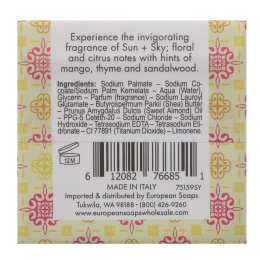 Experience the invigorating
fragrance of Sun + Sky; floral
and citrus notes with hints of
mango, thyme and sandalwood.
Ingredients: Sodium Palmate – Sodium Co-
coate/Sodium Palm Kernelate – Aqua (Water),
Glycerin – Parfum (fragrance) – Sodium Lauroyl
Glutamate – Butyrospermum Parkii (Shea) Butter
– Prunus Amygdalus Dulcis (Sweet Almond) Oil
– PPG-5 Ceteth-20 – Sodium Chloride – Sodium
Hydroxide – Tetrasodium EDTA – Tetrasodium Eti-
dronate – CI 77891 (Titanium Dioxide) – Limonene.
12M
6 12082 76685 1
MADE IN ITALY 75159SY
Imported & distributed by European Soaps
Tukwila, WA 98188 • (800) 426-9260
www.europeansoapswholesale.com